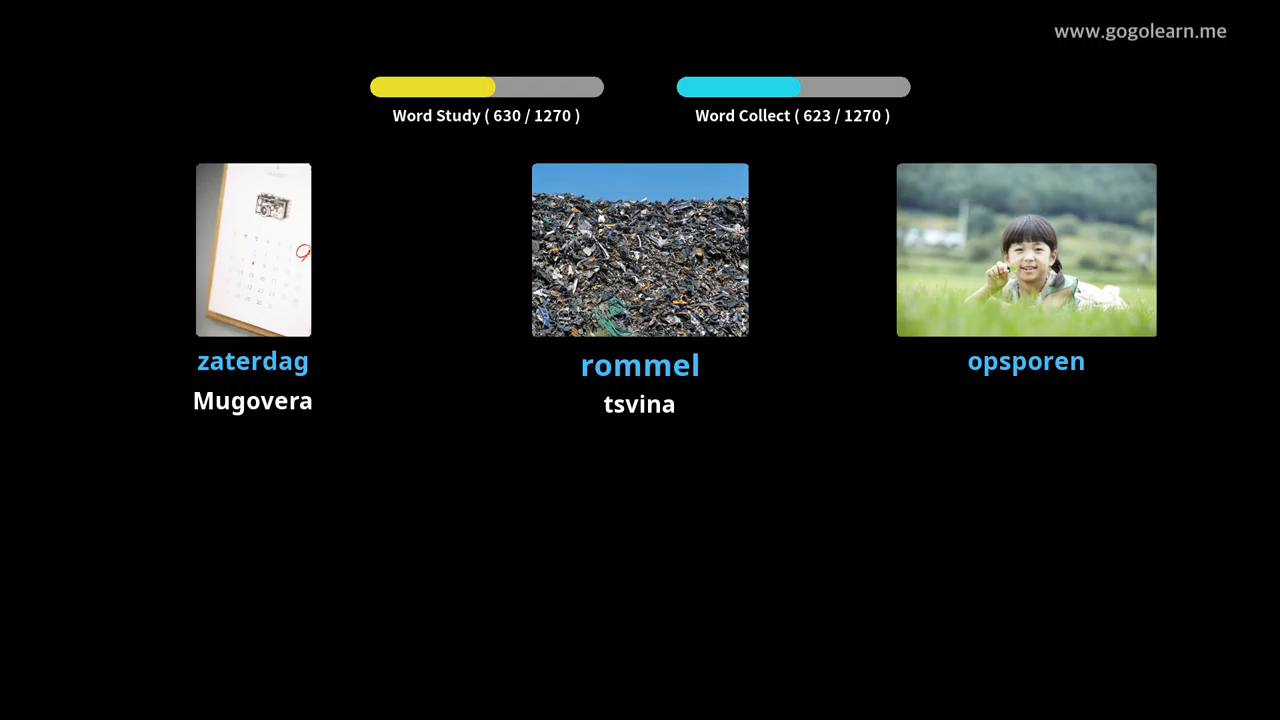 www.gogolearn.me
Word Study ( 630 / 1270 )
Word Collect ( 623 / 1270 )
zaterdag
Mugovera
rommel
tsvina
opsporen